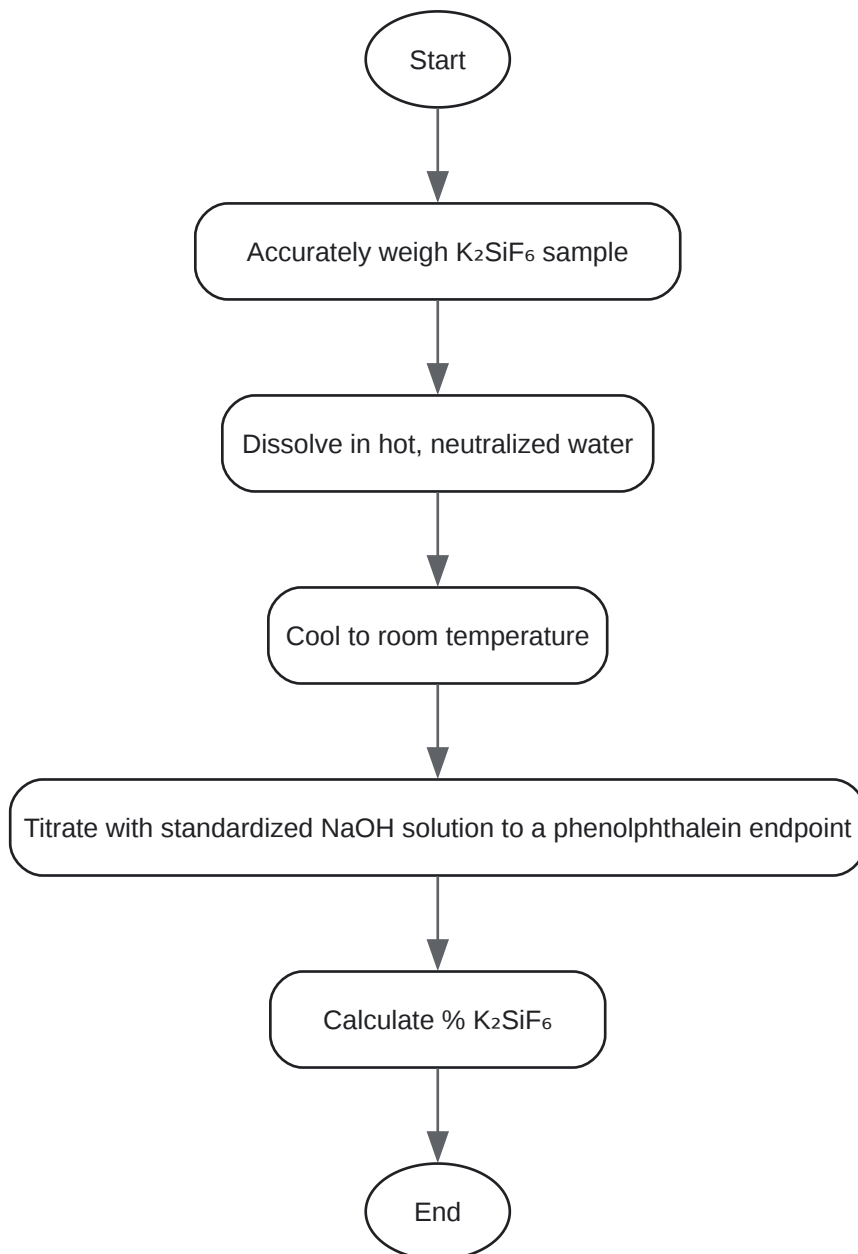 Start
Accurately weigh K₂SiF₆ sample
Dissolve in hot, neutralized water
Cool to room temperature
Titrate with standardized NaOH solution to a phenolphthalein endpoint
Calculate % K₂SiF₆
End